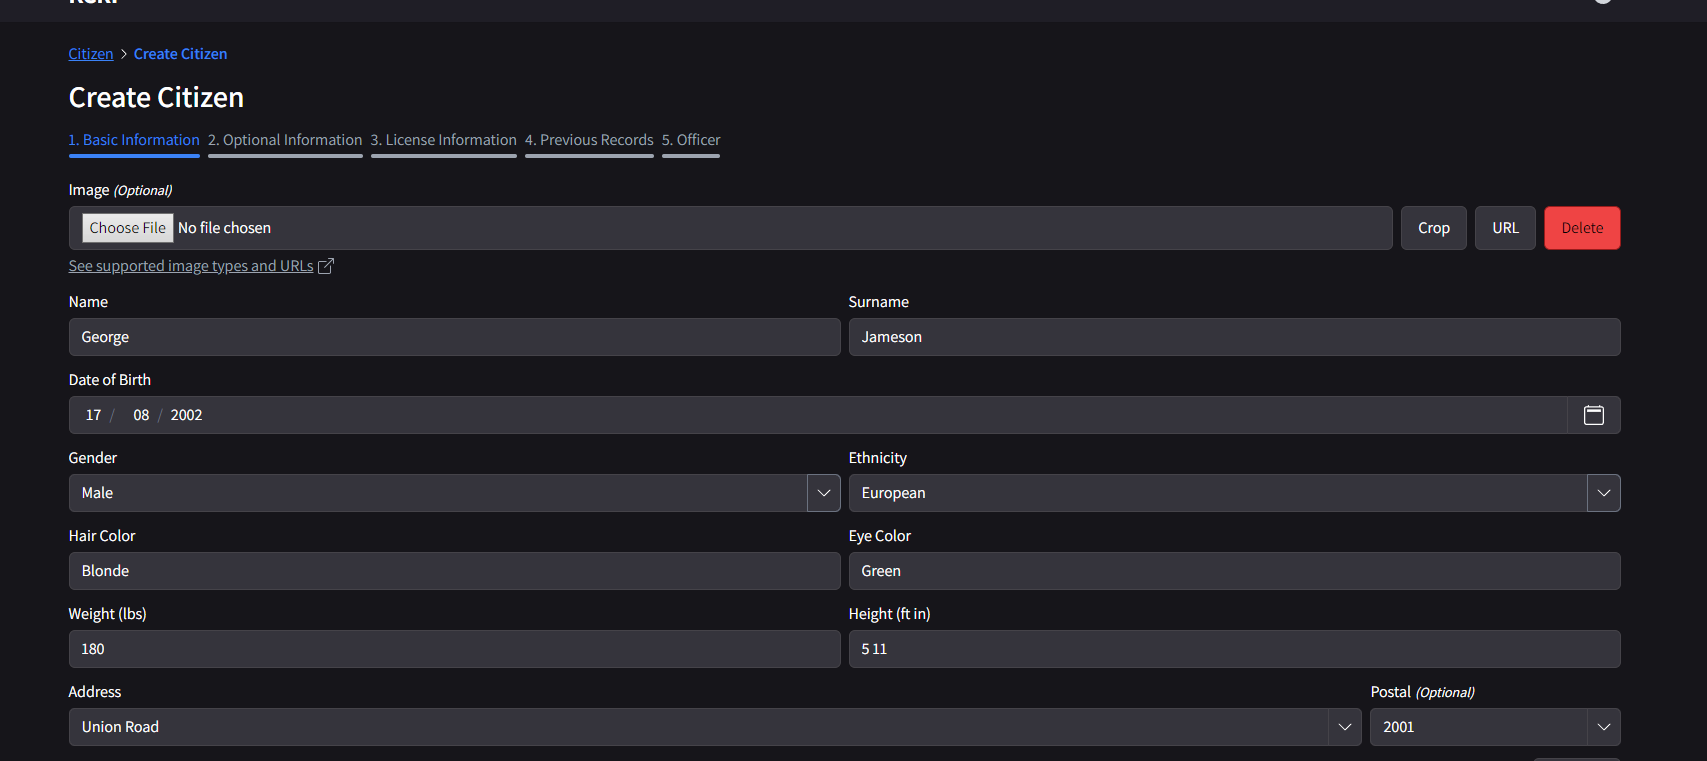 Citizen > Create Citizen
Create Citizen
1. Basic Information 2. Optional Information 3. License Information 4. Previous Records 5. Officer
Image (Optional)
Choose File No file chosen Crop URL Delete
See supported image types and URLs
Name Surname
George Jameson
Date of Birth
17 / 08 / 2002
Gender Ethnicity
Male European
Hair Color Eye Color
Blonde Green
Weight (lbs) Height (ft in)
180 5 11
Address Postal (Optional)
Union Road 2001